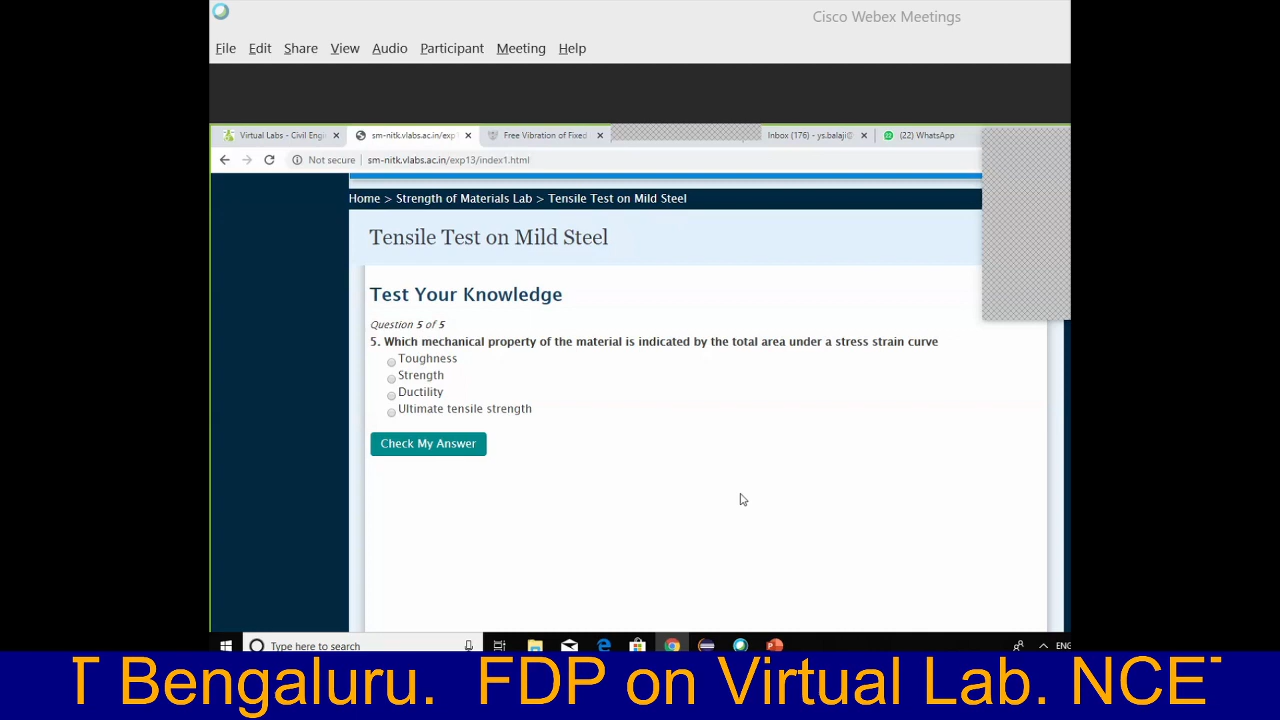 Cisco Webex Meetings
File Edit Share View Audio Participant Meeting Help
Virtual Labs - Civil Engi sm-nitk.vlabs.ac.in/exp1 Free Vibration of Fixed Inbox (176) - ys.balaji@ (22) WhatsApp
Not secure sm-nitk.vlabs.ac.in/exp13/index1.html
Home > Strength of Materials Lab > Tensile Test on Mild Steel
Tensile Test on Mild Steel
Test Your Knowledge
Question 5 of 5
5. Which mechanical property of the material is indicated by the total area under a stress strain curve
Toughness
Strength
Ductility
Ultimate tensile strength
Check My Answer
Type here to search
ENG
T Bengaluru. FDP on Virtual Lab. NCET